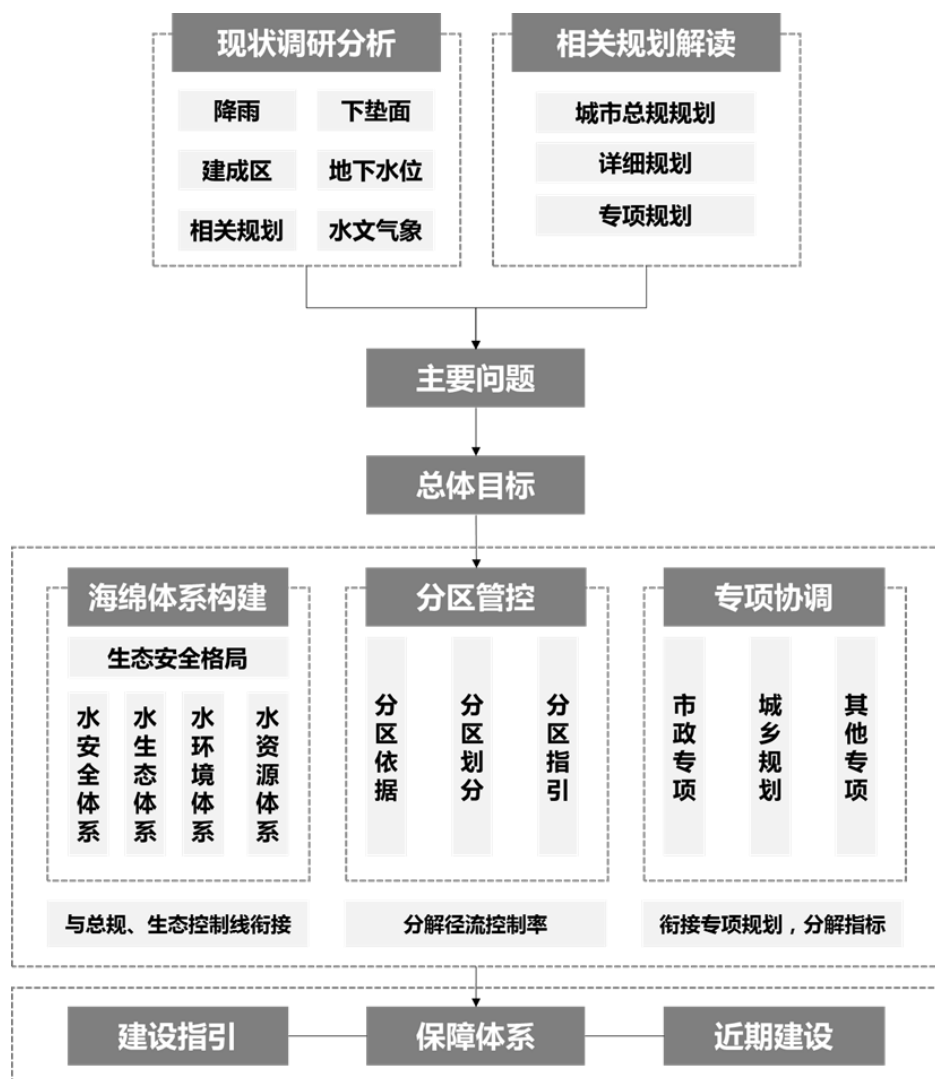 现状调研分析
相关规划解读
降雨
下垫面
建成区
地下水位
相关规划
水文气象
城市总规规划
详细规划
专项规划
主要问题
总体目标
海绵体系构建
分区管控
专项协调
生态安全格局
水安全体系
水生态体系
水环境体系
水资源体系
分区依据
分区划分
分区指引
市政专项
城乡规划
其他专项
与总规、生态控制线衔接
分解径流控制率
衔接专项规划，分解指标
建设指引
保障体系
近期建设